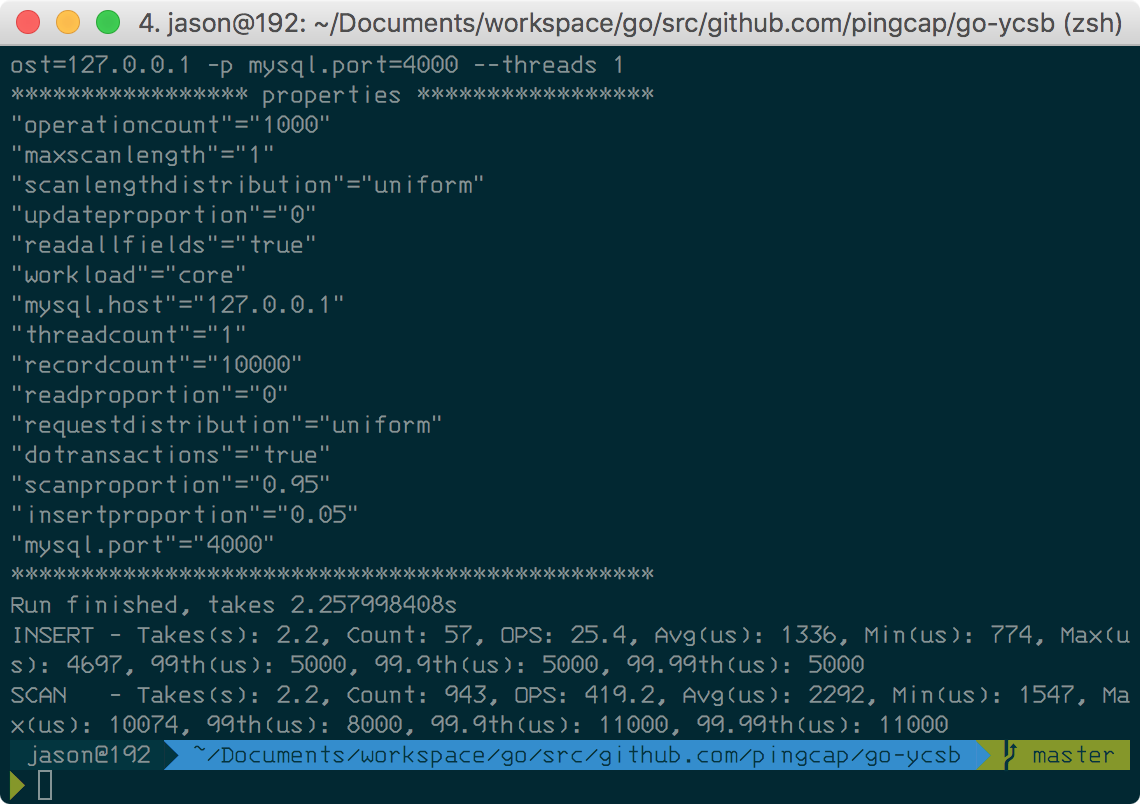 4. jason@192: ~/Documents/workspace/go/src/github.com/pingcap/go-ycsb (zsh)
ost=127.0.0.1 -p mysql.port=4000 --threads 1
***************** properties *****************
"operationcount"="1000"
"maxscanlength"="1"
"scanlengthdistribution"="uniform"
"updateproportion"="0"
"readallfields"="true"
"workload"="core"
"mysql.host"="127.0.0.1"
"threadcount"="1"
"recordcount"="10000"
"readproportion"="0"
"requestdistribution"="uniform"
"dotransactions"="true"
"scanproportion"="0.95"
"insertproportion"="0.05"
"mysql.port"="4000"
**********************************************
Run finished, takes 2.257998408s
INSERT - Takes(s): 2.2, Count: 57, OPS: 25.4, Avg(us): 1336, Min(us): 774, Max(u
s): 4697, 99th(us): 5000, 99.9th(us): 5000, 99.99th(us): 5000
SCAN   - Takes(s): 2.2, Count: 943, OPS: 419.2, Avg(us): 2292, Min(us): 1547, Ma
x(us): 10074, 99th(us): 8000, 99.9th(us): 11000, 99.99th(us): 11000
jason@192 ~/Documents/workspace/go/src/github.com/pingcap/go-ycsb master